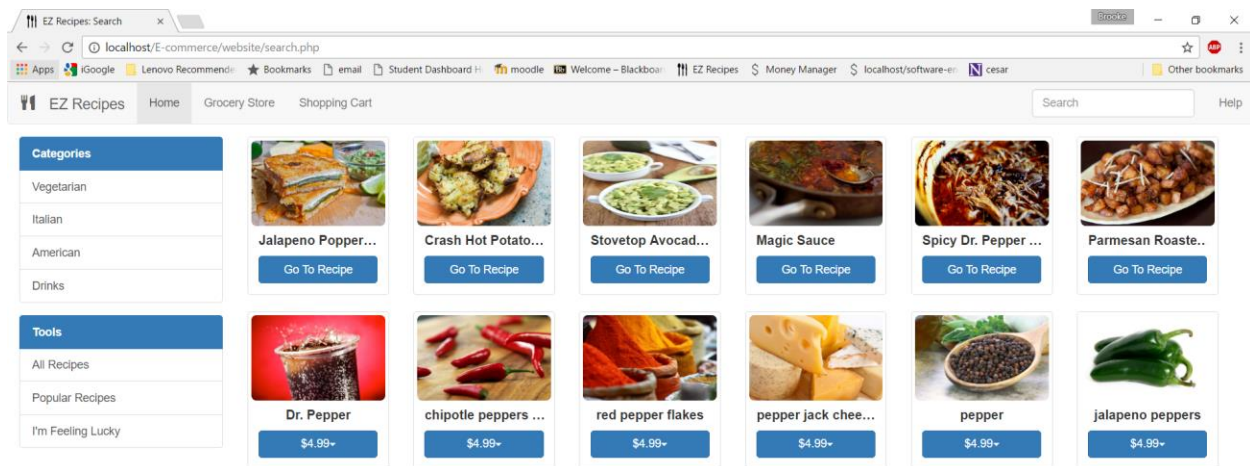 EZ Recipes: Search
Brooke
localhost/E-commerce/website/search.php
ABP
Apps iGoogle Lenovo Recommende Bookmarks email Student Dashboard H moodle Welcome – Blackboar EZ Recipes Money Manager localhost/software-en cesar Other bookmarks
EZ Recipes Home Grocery Store Shopping Cart Search Help
Categories
Vegetarian
Italian
American
Drinks
Tools
All Recipes
Popular Recipes
I'm Feeling Lucky
Jalapeno Popper... Crash Hot Potato... Stovetop Avocad... Magic Sauce Spicy Dr. Pepper ... Parmesan Roaste..
Go To Recipe Go To Recipe Go To Recipe Go To Recipe Go To Recipe Go To Recipe
Dr. Pepper chipotle peppers ... red pepper flakes pepper jack chee... pepper jalapeno peppers
$4.99 $4.99 $4.99 $4.99 $4.99 $4.99